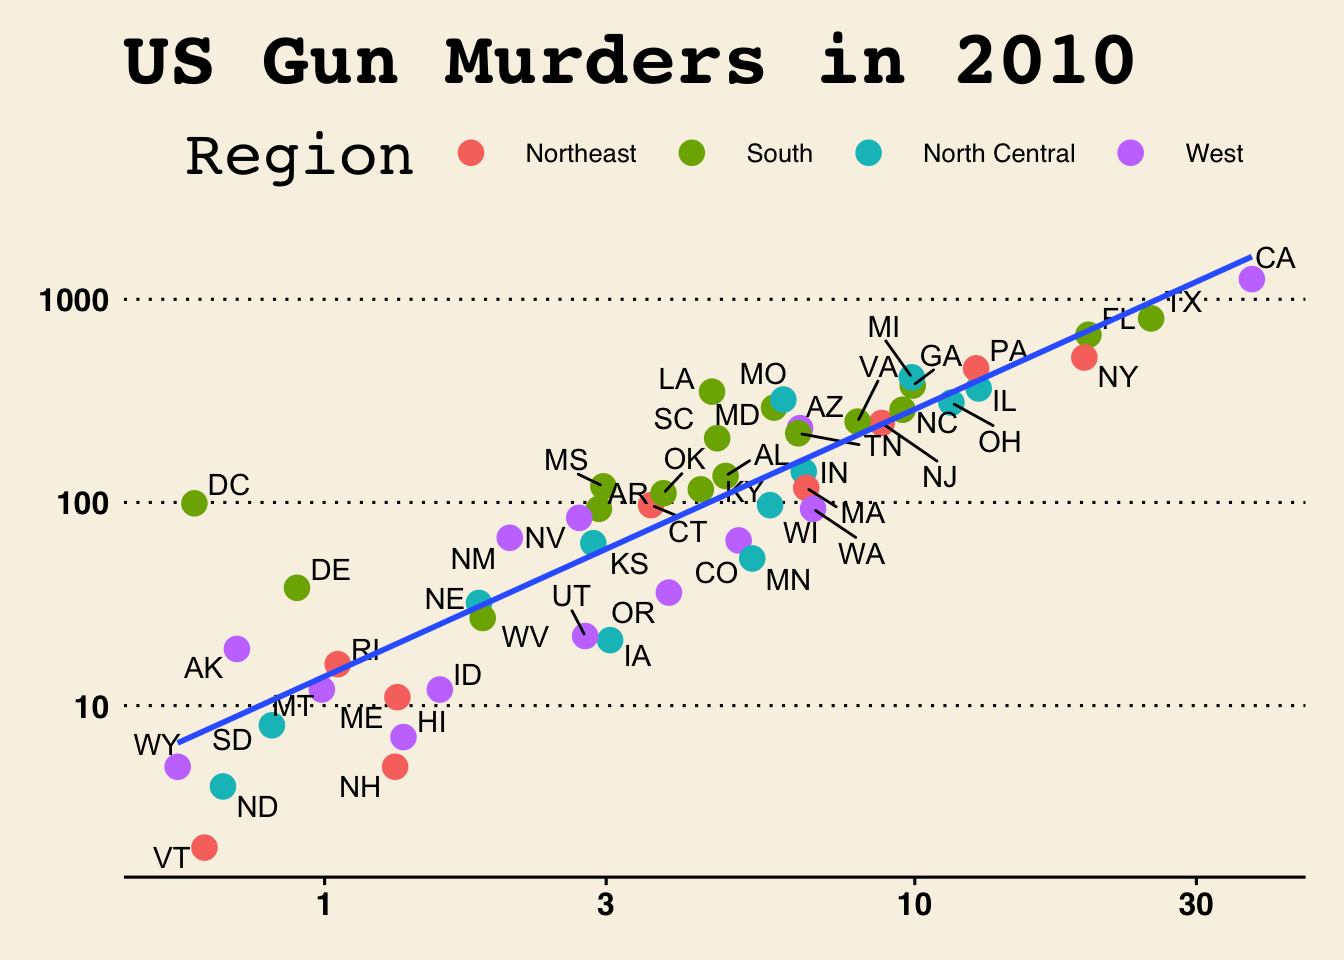 US Gun Murders in 2010
Region Northeast South North Central West
CA
1000
TX
FL
MI
GA
PA
VA
NY
LA
MO
IL
SC
MD
AZ
NC
OH
TN
MS
OK
AL
IN
NJ
DC
AR
KY
100
MA
CT
WI
NV
WA
NM
KS
CO
MN
DE
NE
UT
OR
WV
RI
IA
AK
ID
MT
10
ME
HI
WY
SD
NH
ND
VT
1 3 10 30